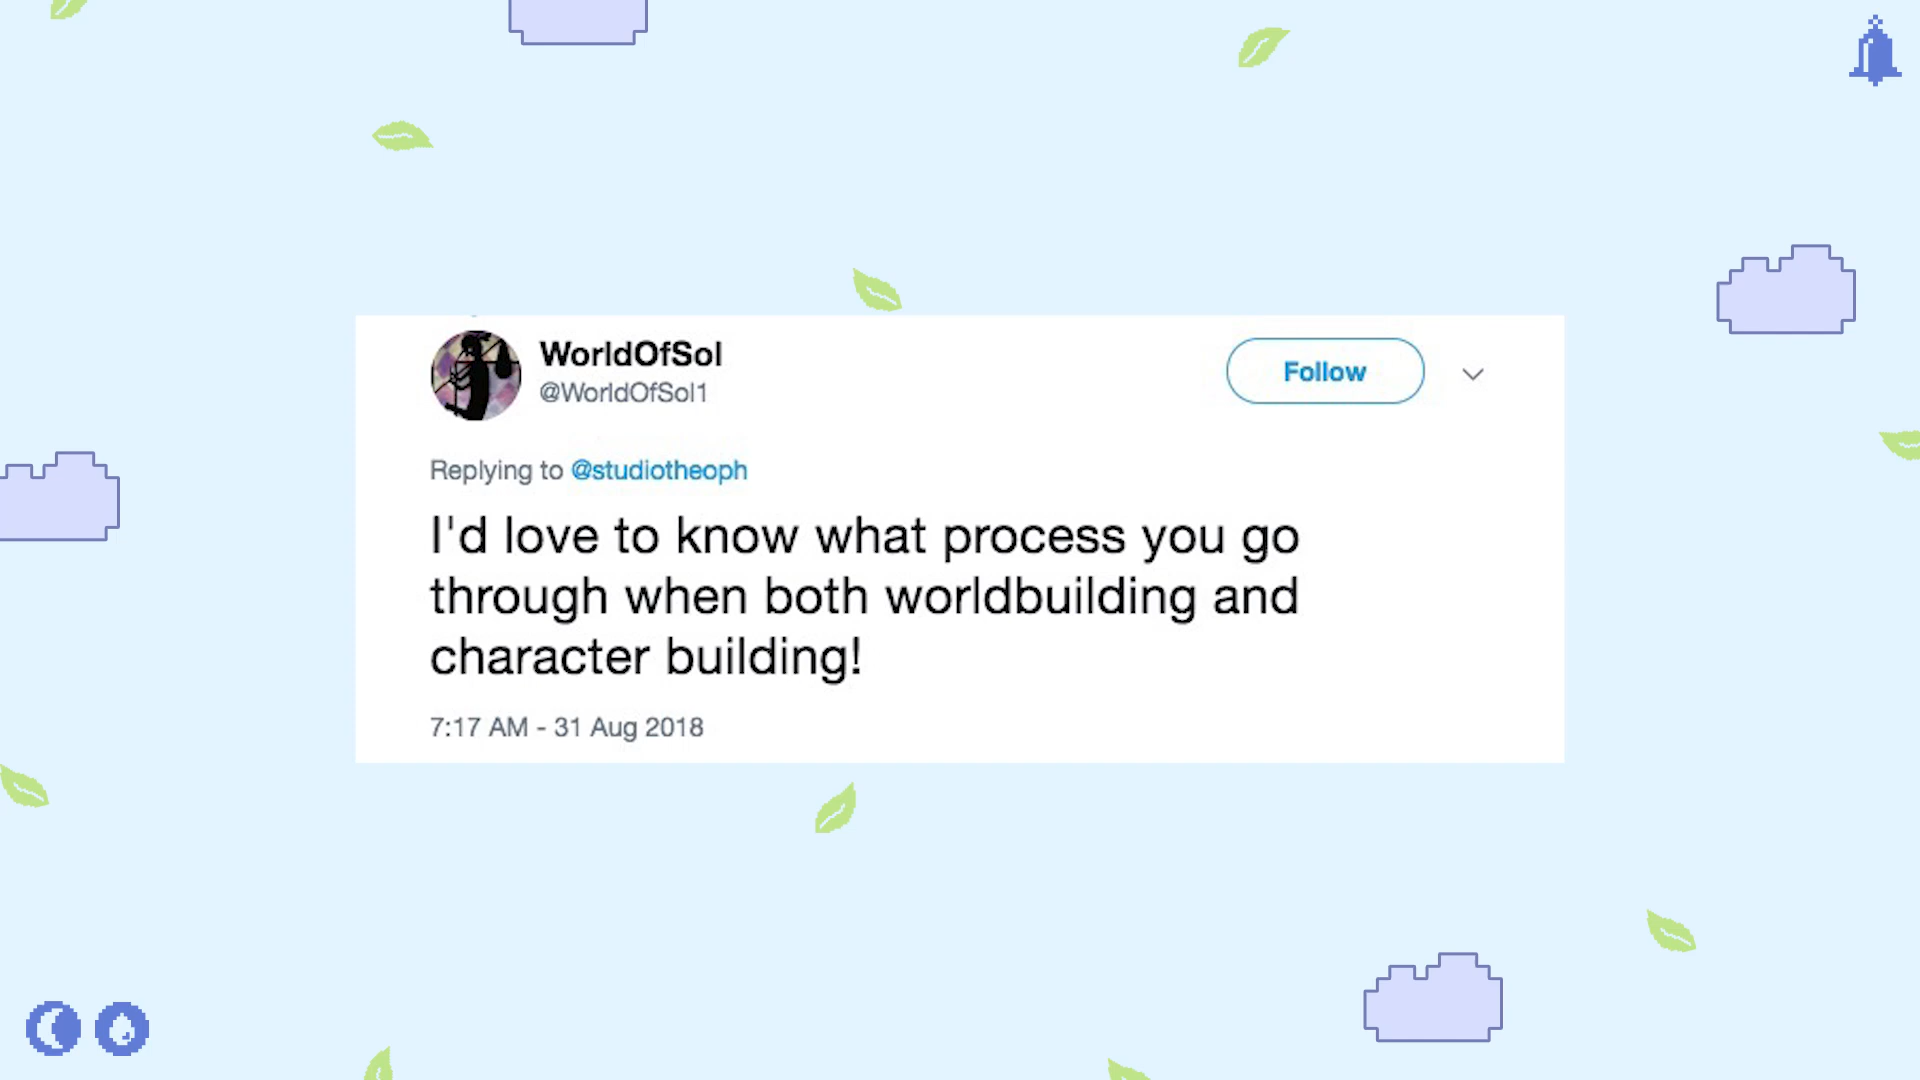 WorldOfSol
@WorldOfSol1
Follow
Replying to @studiotheoph
I'd love to know what process you go
through when both worldbuilding and
character building!
7:17 AM - 31 Aug 2018